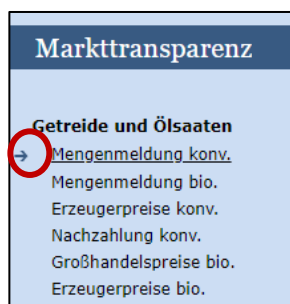 Markttransparenz
Getreide und Ölsaaten
Mengenmeldung konv.
Mengenmeldung bio.
Erzeugerpreise konv.
Nachzahlung konv.
Großhandelspreise bio.
Erzeugerpreise bio.